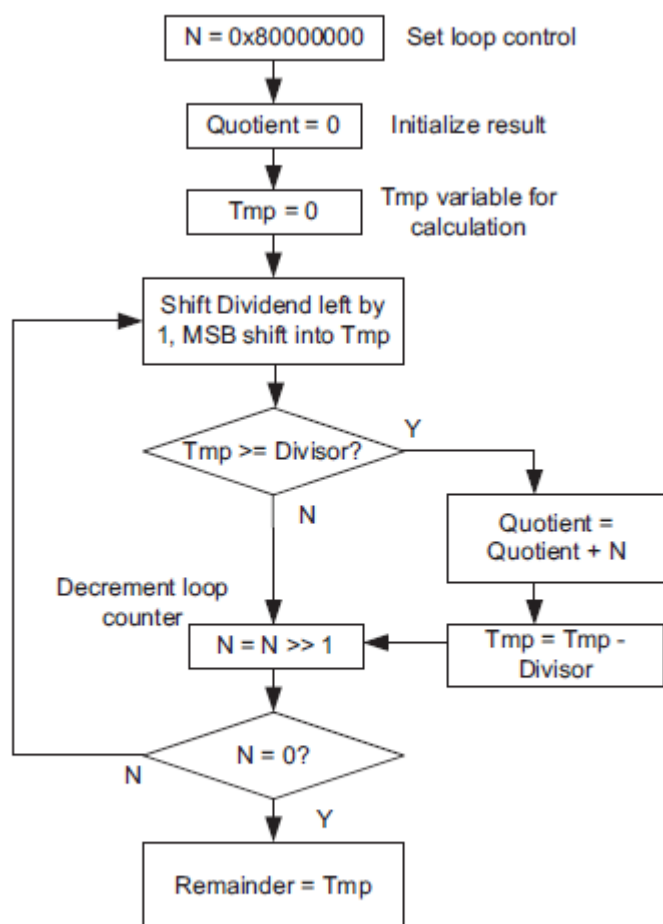 N = 0x80000000
Set loop control
Quotient = 0
Initialize result
Tmp = 0
Tmp variable for
calculation
Shift Dividend left by
1, MSB shift into Tmp
Tmp >= Divisor?
Y
N
Quotient =
Quotient + N
Tmp = Tmp -
Divisor
Decrement loop
counter
N = N >> 1
N = 0?
N
Y
Remainder = Tmp